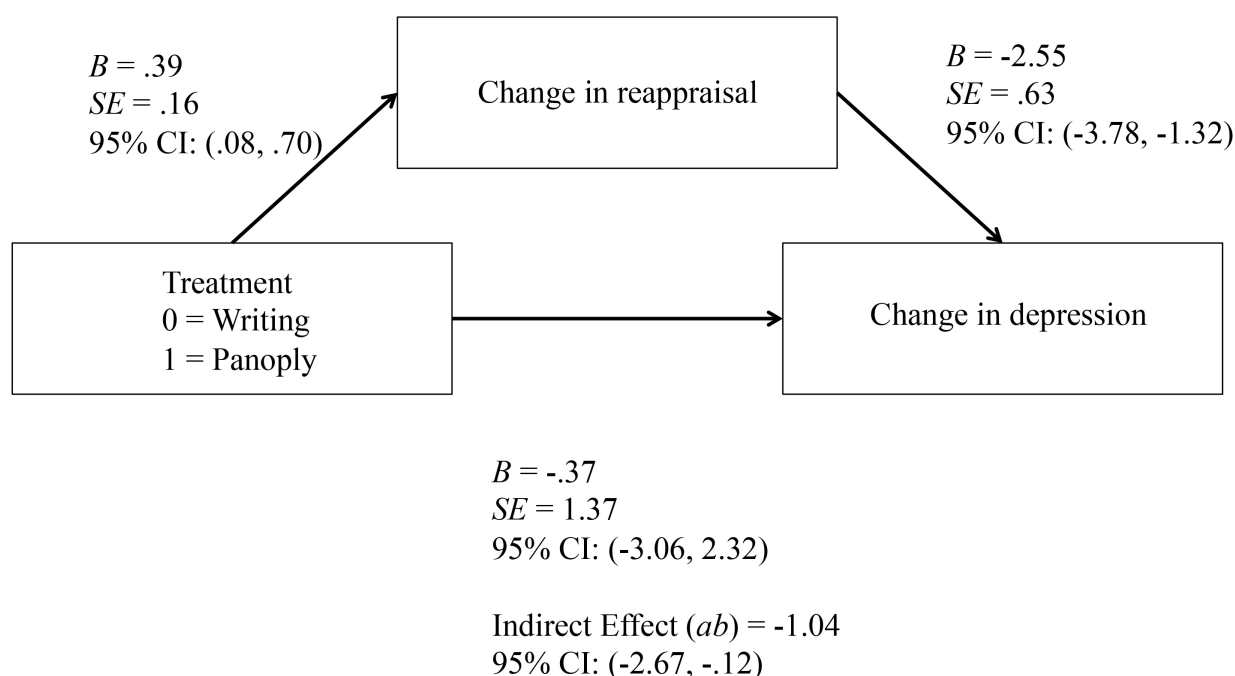 B = .39
SE = .16
95% CI: (.08, .70)
Change in reappraisal
B = -2.55
SE = .63
95% CI: (-3.78, -1.32)
Treatment
0 = Writing
1 = Panoply
Change in depression
B = -.37
SE = 1.37
95% CI: (-3.06, 2.32)
Indirect Effect (ab) = -1.04
95% CI: (-2.67, -.12)